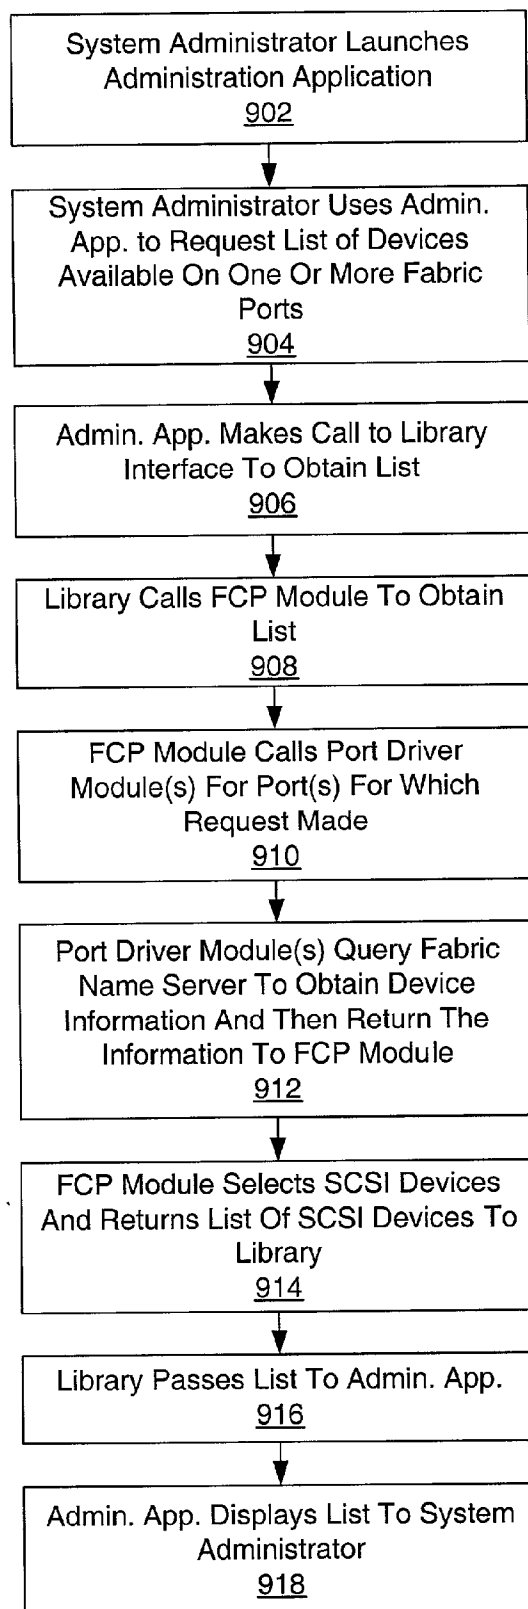 System Administrator Launches
Administration Application
902
System Administrator Uses Admin.
App. to Request List of Devices
Available On One Or More Fabric
Ports
904
Admin. App. Makes Call to Library
Interface To Obtain List
906
Library Calls FCP Module To Obtain
List
908
FCP Module Calls Port Driver
Module(s) For Port(s) For Which
Request Made
910
Port Driver Module(s) Query Fabric
Name Server To Obtain Device
Information And Then Return The
Information To FCP Module
912
FCP Module Selects SCSI Devices
And Returns List Of SCSI Devices To
Library
914
Library Passes List To Admin. App.
916
Admin. App. Displays List To System
Administrator
918